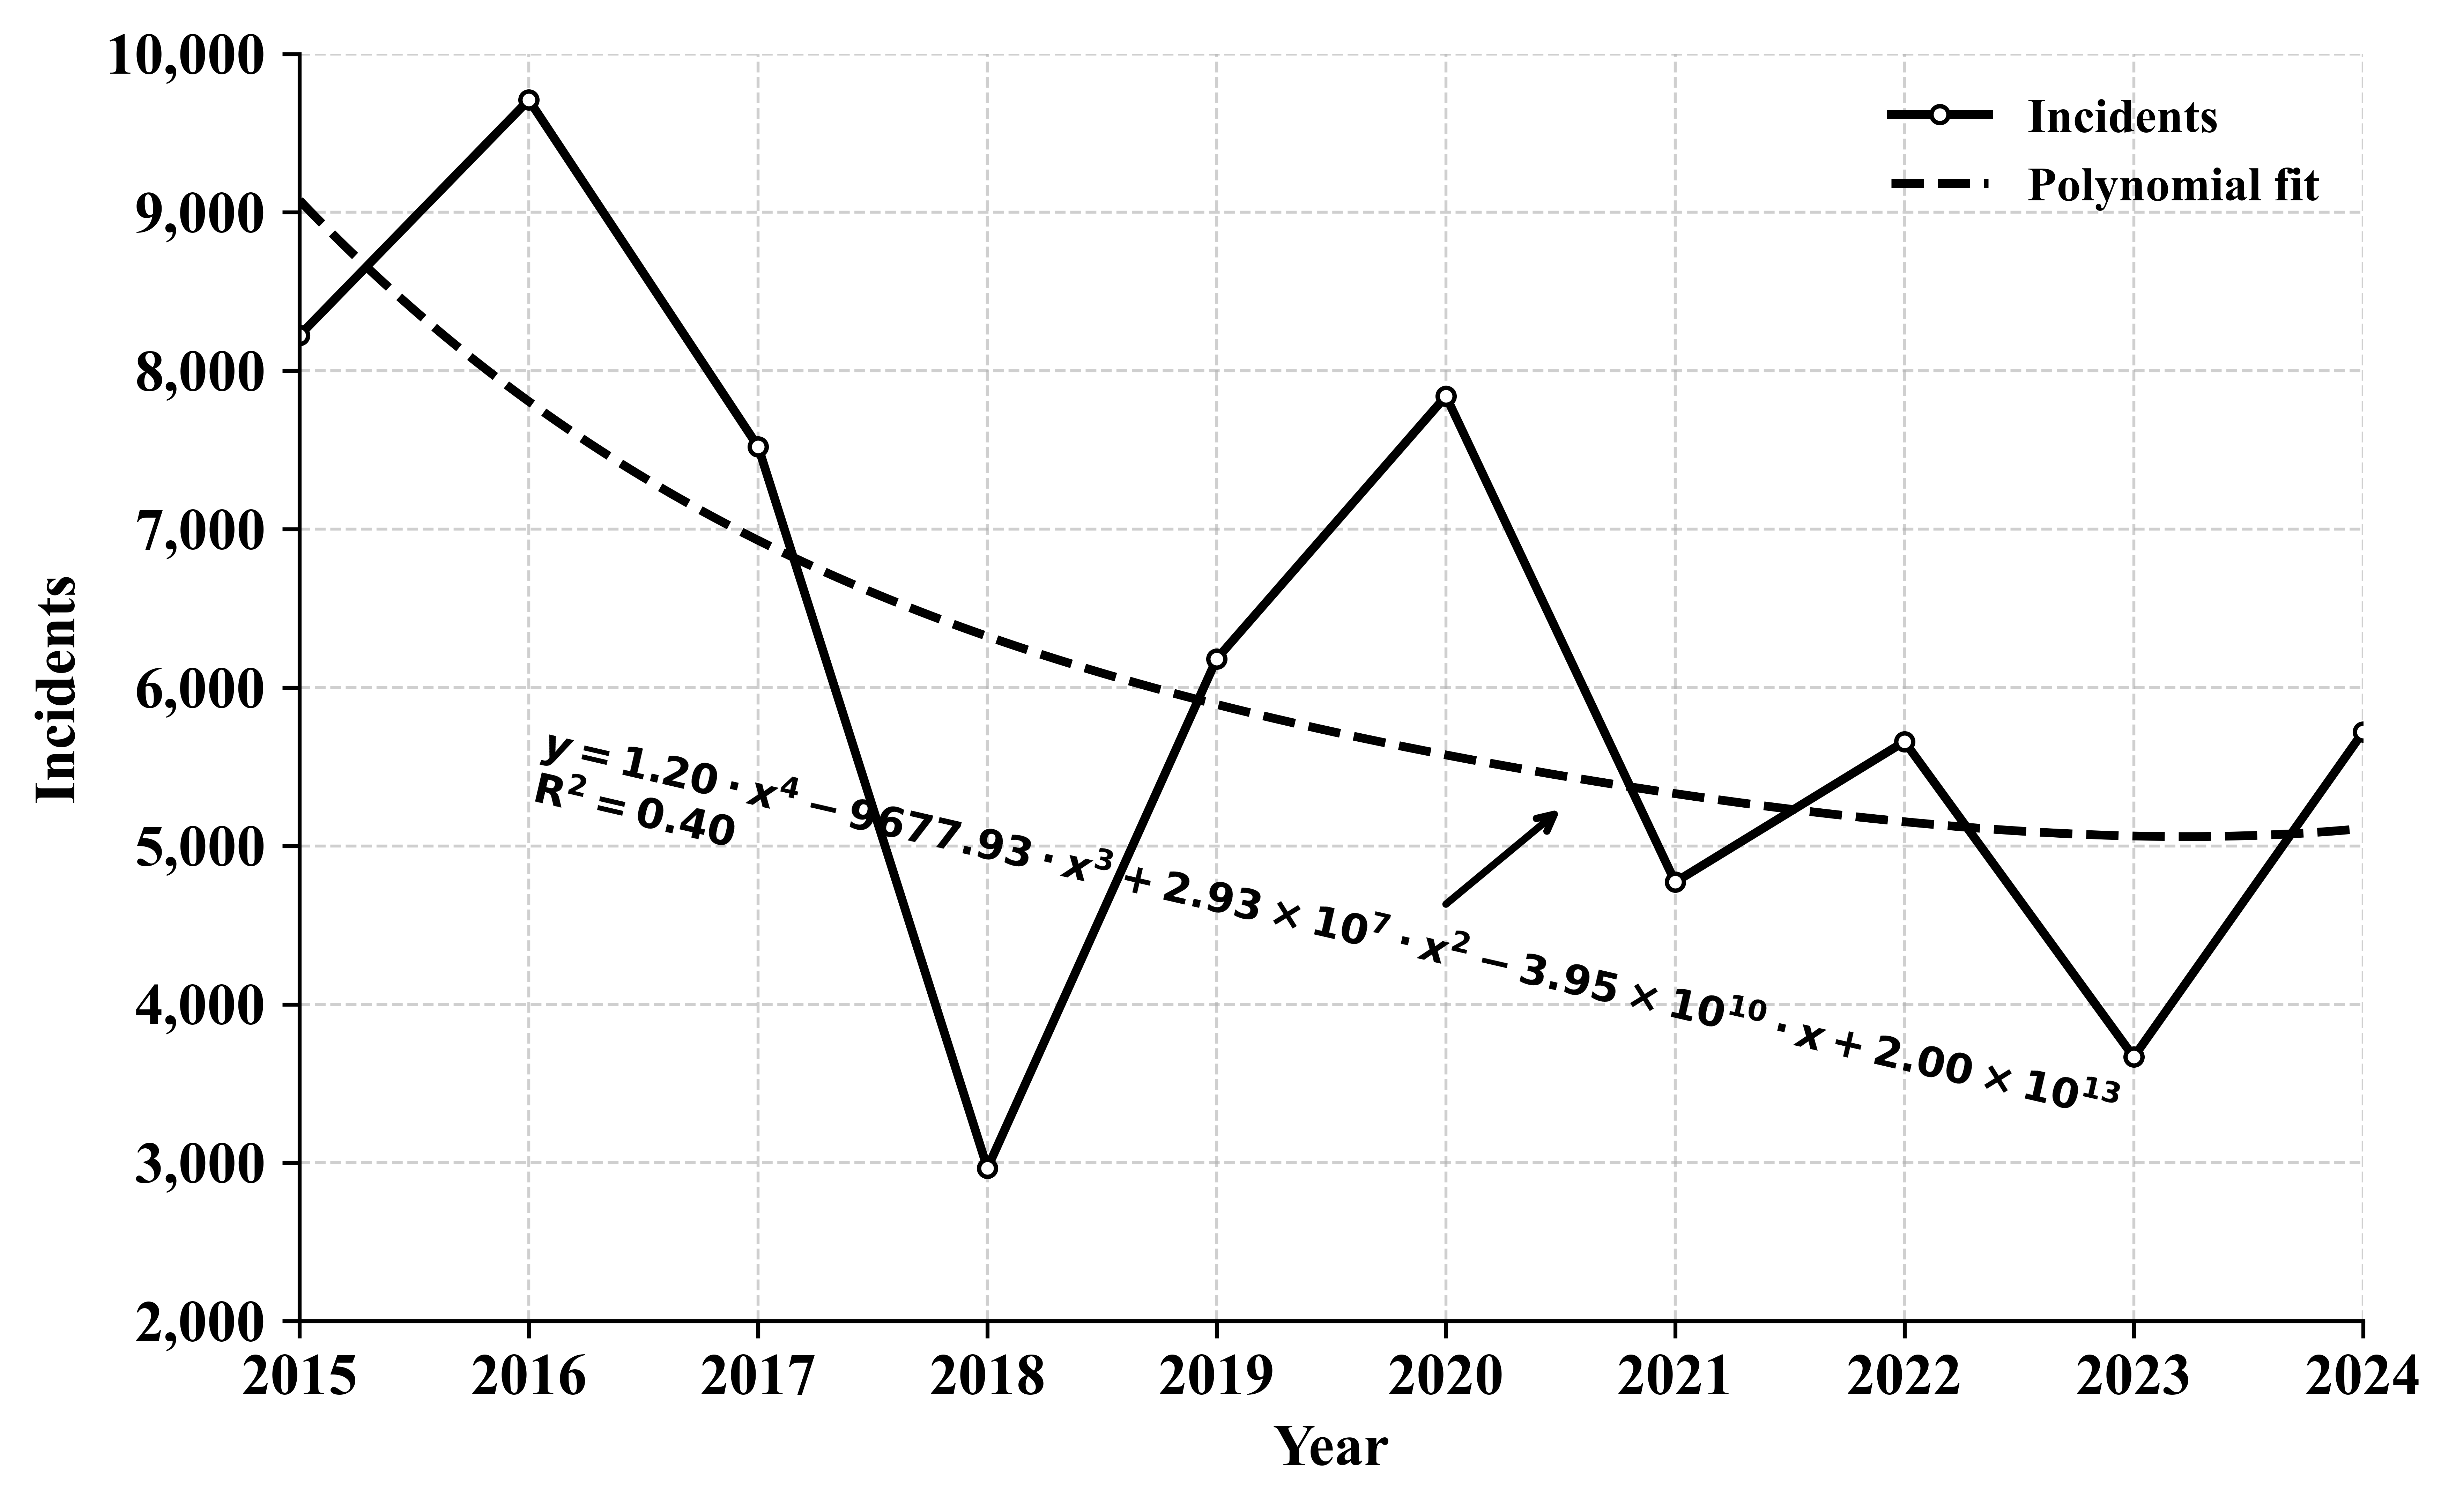 10,000
9,000
8,000
7,000
6,000
5,000
4,000
3,000
2,000
Incidents
Incidents
Polynomial fit
y = 1.20 · x⁴ − 9677.93 · x³ + 2.93 × 10⁷ · x² − 3.95 × 10¹⁰ · x + 2.00 × 10¹³
R² = 0.40
2015 2016 2017 2018 2019 2020 2021 2022 2023 2024
Year